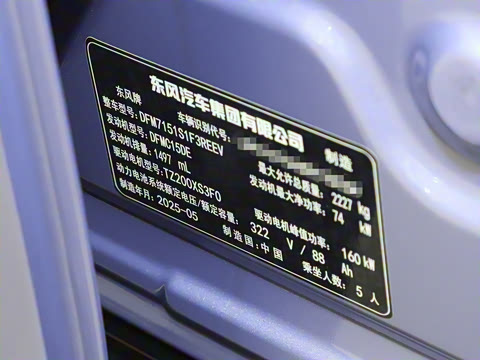 东风汽车集团有限公司 制造
东风牌 车辆识别代号:
整车型号: DFM7151S1F3REEV 最大允许总质量: 2227 kg
发动机型号: DFMC15DE 发动机最大净功率: 74 kW
发动机排量: 1497 mL
驱动电机型号: TZ200XS3F0 驱动电机峰值功率: 160 kW
动力电池系统额定电压/额定容量: 322 V / 88 Ah
制造年月: 2025-05 制造国: 中国 乘坐人数: 5 人